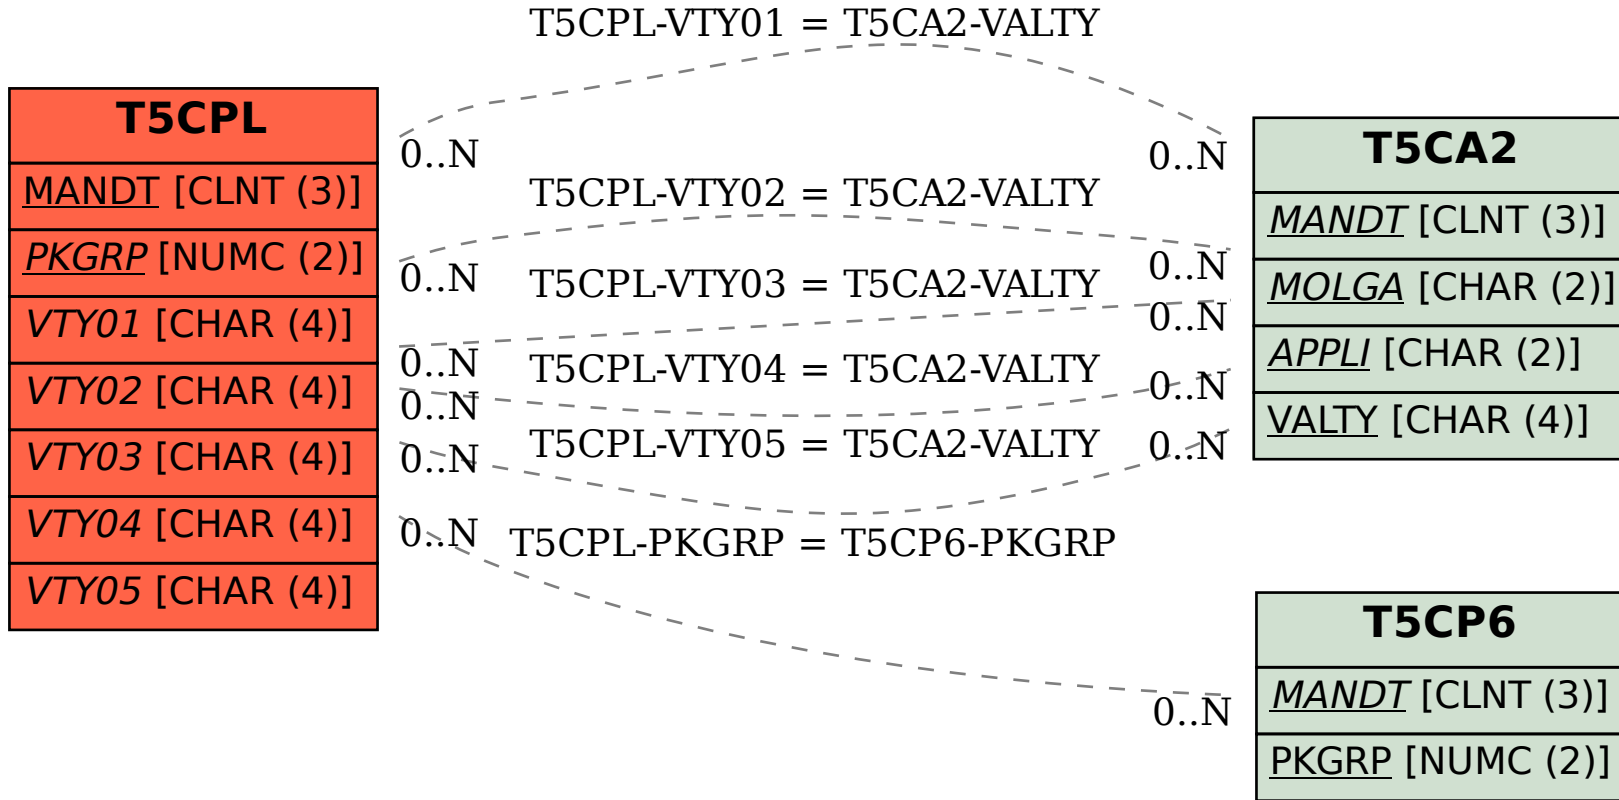 T5CPL-VTY01 = T5CA2-VALTY
T5CPL
MANDT [CLNT (3)]
PKGRP [NUMC (2)]
VTY01 [CHAR (4)]
VTY02 [CHAR (4)]
VTY03 [CHAR (4)]
VTY04 [CHAR (4)]
VTY05 [CHAR (4)]
0..N
0..N
T5CPL-VTY02 = T5CA2-VALTY
0..N
0..N
T5CPL-VTY03 = T5CA2-VALTY
0..N
0..N
T5CPL-VTY04 = T5CA2-VALTY
0..N
0..N
T5CPL-VTY05 = T5CA2-VALTY
0..N
0..N
T5CPL-PKGRP = T5CP6-PKGRP
0..N
0..N
T5CA2
MANDT [CLNT (3)]
MOLGA [CHAR (2)]
APPLI [CHAR (2)]
VALTY [CHAR (4)]
T5CP6
MANDT [CLNT (3)]
PKGRP [NUMC (2)]